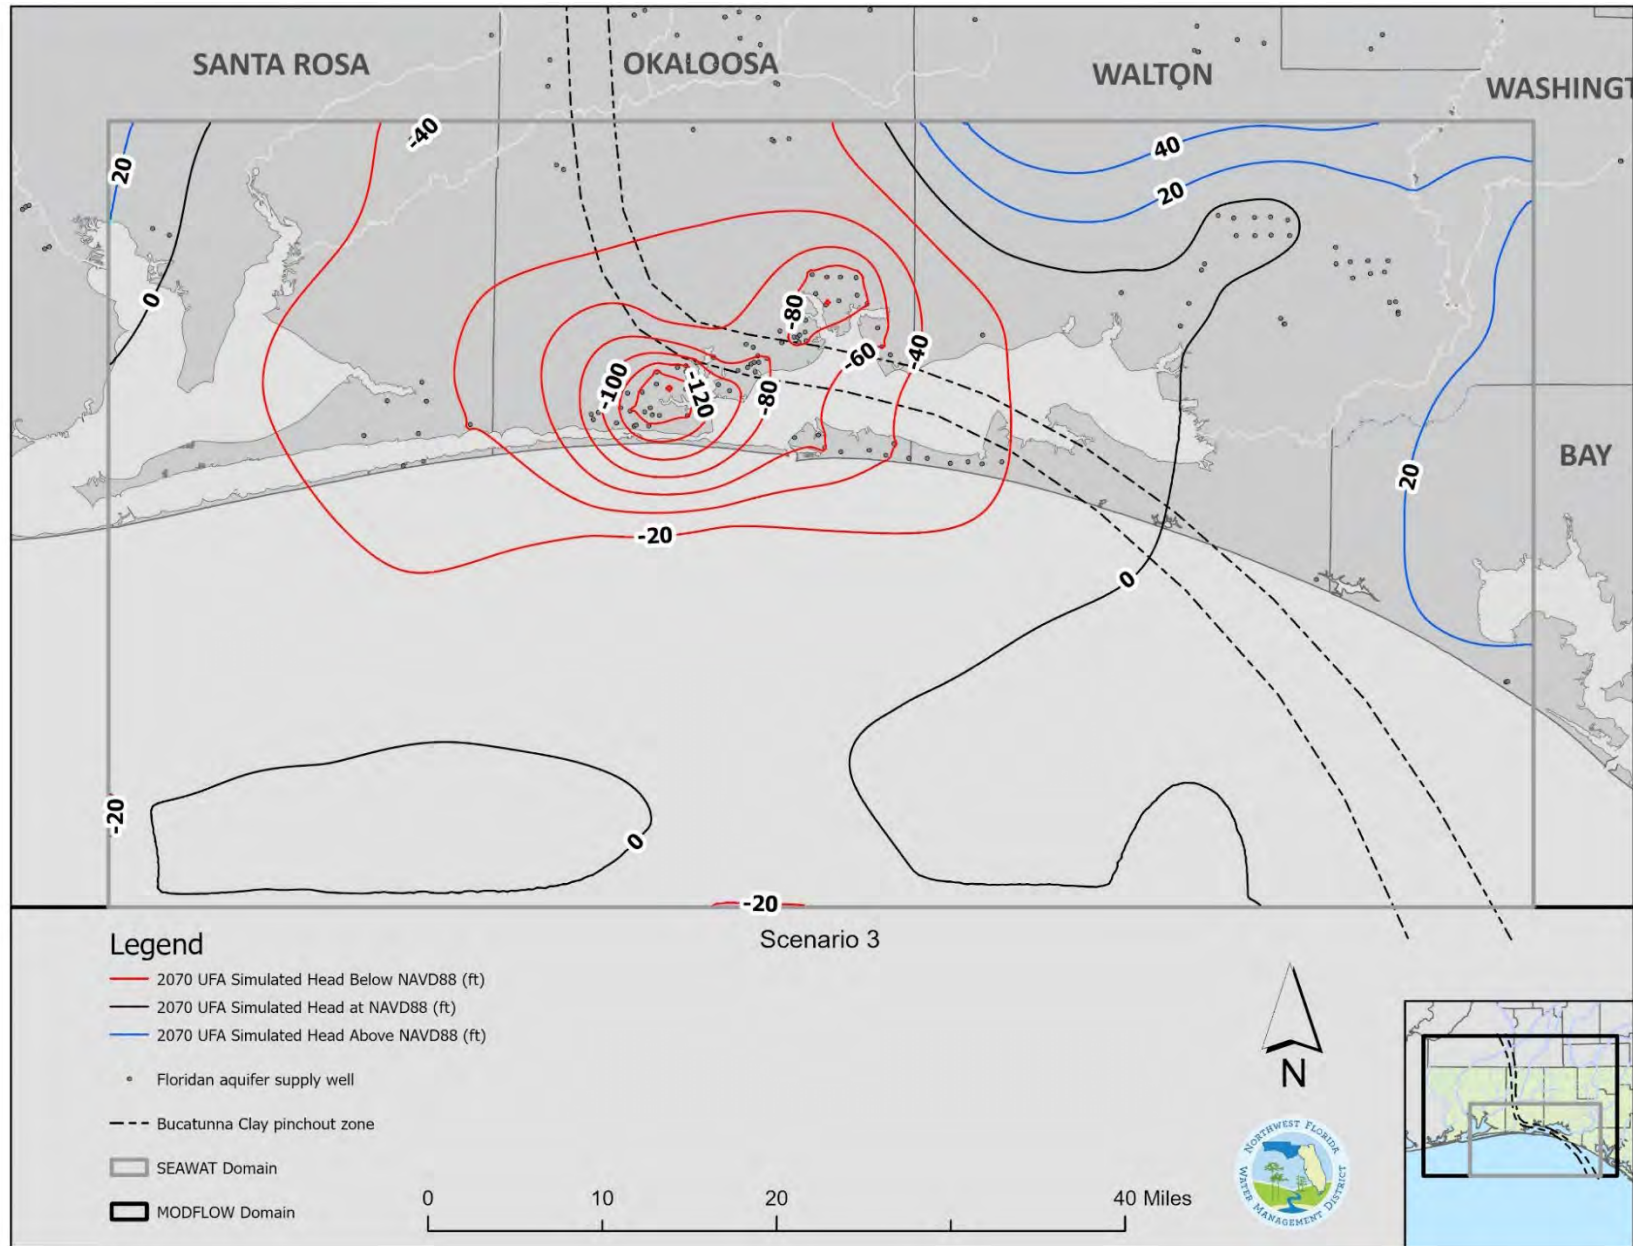 SANTA ROSA
OKALOOSA
WALTON
WASHINGT
-40
40
20
20
0
-80
-60
-40
-100
-120
-80
20
BAY
-20
0
-20
0
-20
Scenario 3
Legend
2070 UFA Simulated Head Below NAVD88 (ft)
2070 UFA Simulated Head at NAVD88 (ft)
2070 UFA Simulated Head Above NAVD88 (ft)
Floridan aquifer supply well
Bucatunna Clay pinchout zone
SEAWAT Domain
MODFLOW Domain
0 10 20 40 Miles
N
NORTHWEST FLORIDA
WATER MANAGEMENT DISTRICT